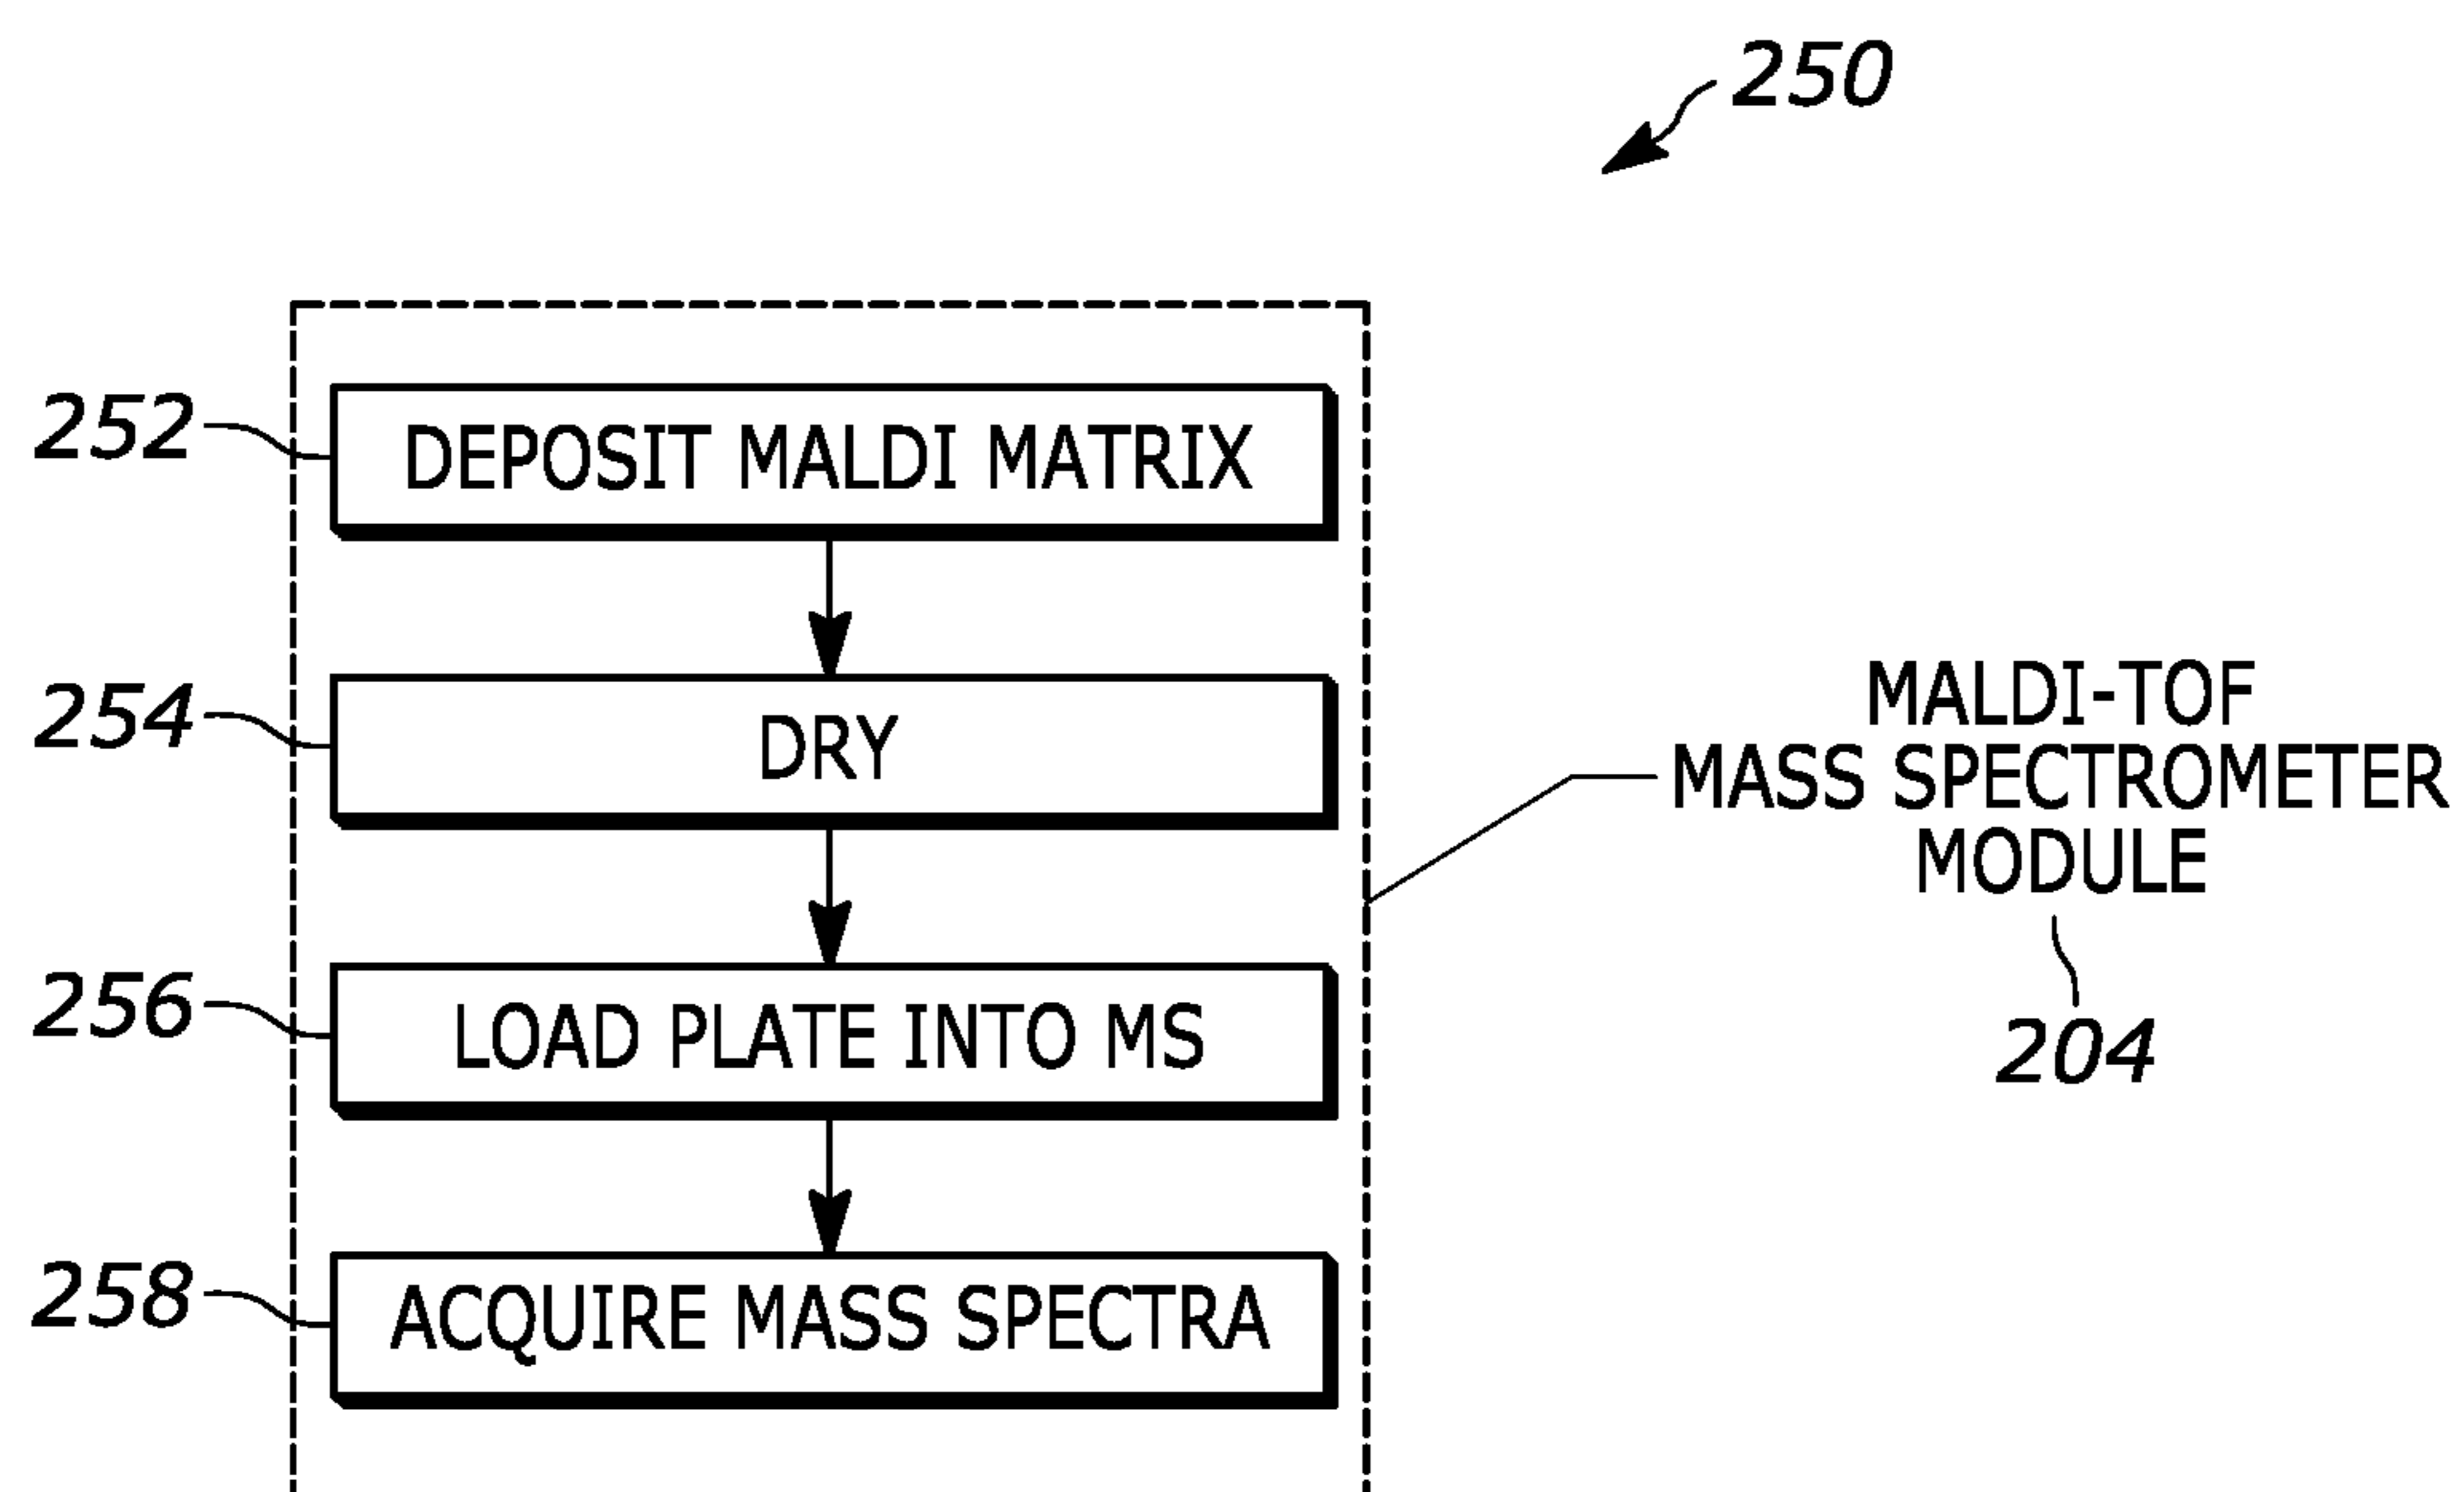 250
252
DEPOSIT MALDI MATRIX
254
DRY
MALDI-TOF
MASS SPECTROMETER
MODULE
204
256
LOAD PLATE INTO MS
258
ACQUIRE MASS SPECTRA